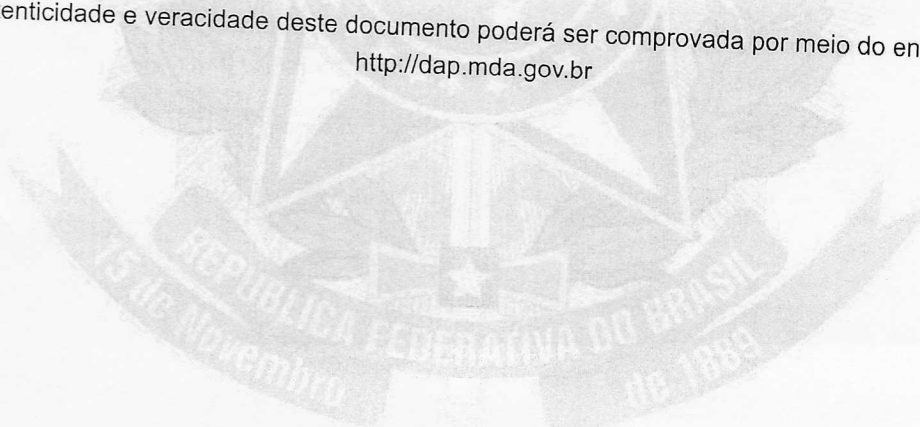 enticidade e veracidade deste documento poderá ser comprovada por meio do en
http://dap.mda.gov.br
REPUBLICA FEDERATIVA DO BRASIL
15 de Novembro
de 1889